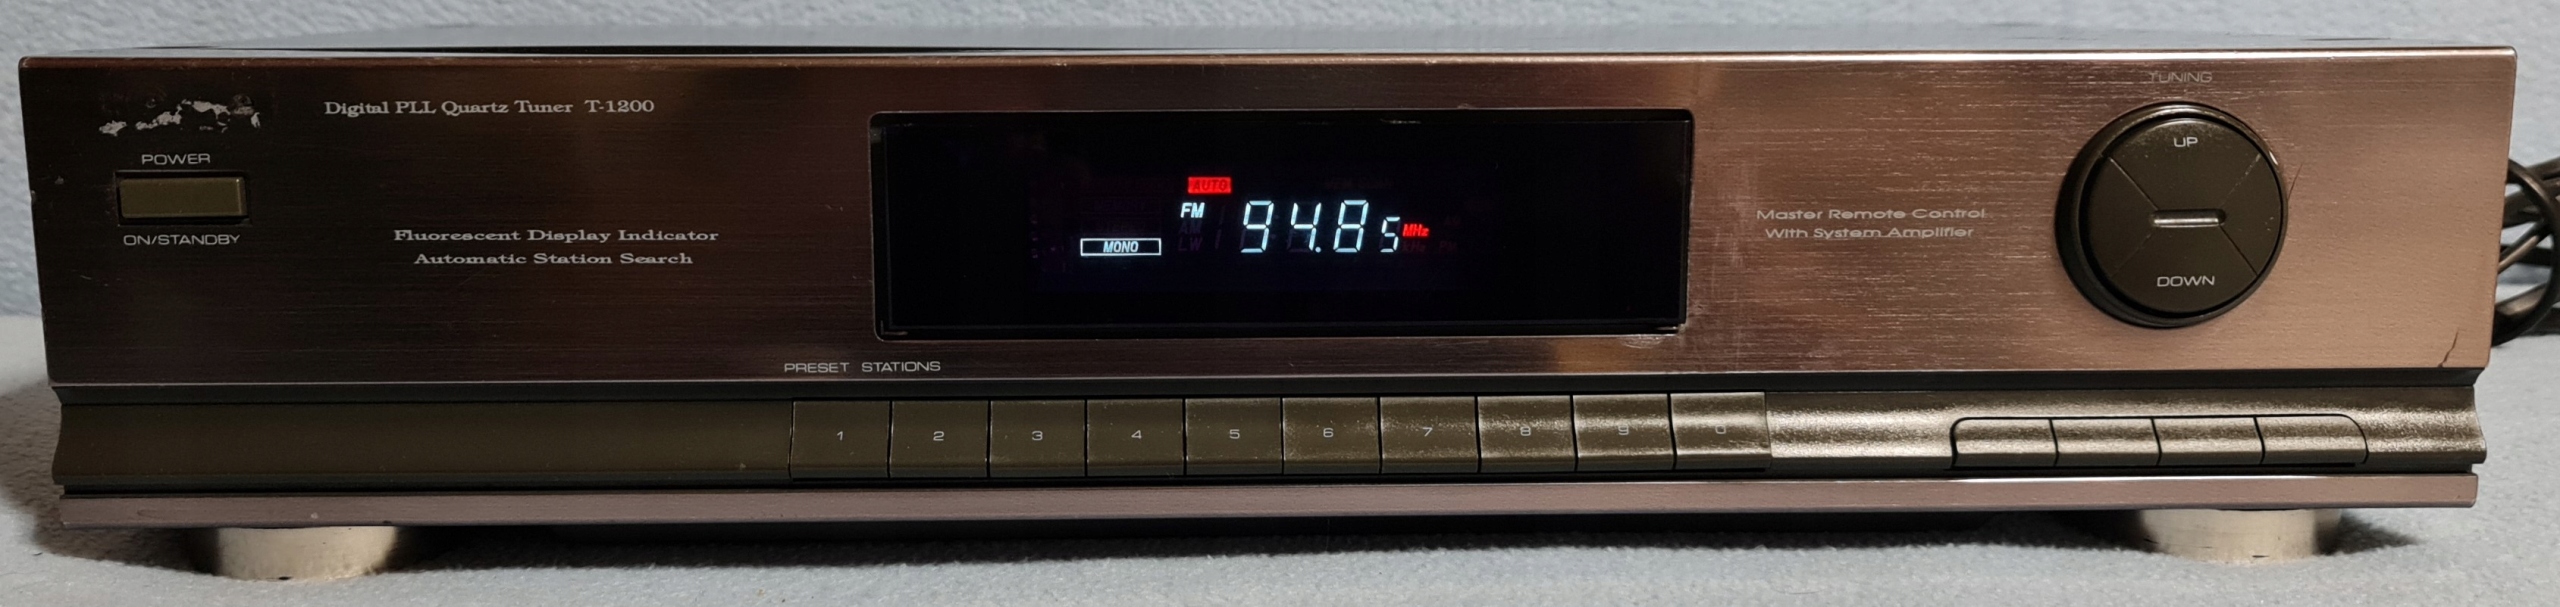 TUNING
Digital PLL Quartz Tuner T-1200
POWER
ON/STANDBY
Fluorescent Display Indicator
Automatic Station Search
AUTO
FM
94.85 MHz
MONO
Master Remote Control
With System Amplifier
UP
DOWN
PRESET STATIONS
1 2 3 4 5 6 7 8 9 0